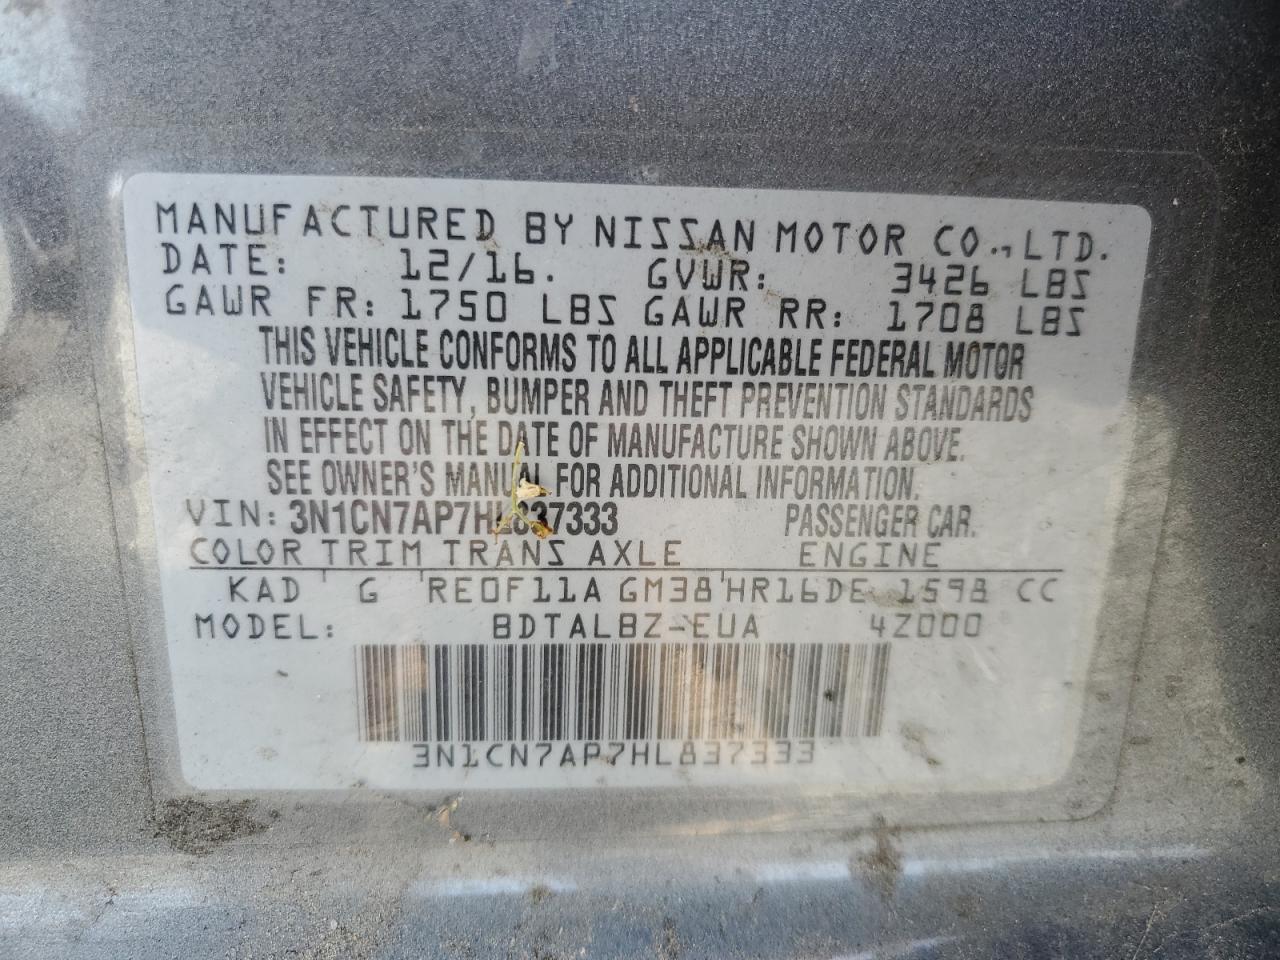 MANUFACTURED BY NISSAN MOTOR CO., LTD.
DATE: 12/16. GVWR: 3426 LBS
GAWR FR: 1750 LBS GAWR RR: 1708 LBS
THIS VEHICLE CONFORMS TO ALL APPLICABLE FEDERAL MOTOR
VEHICLE SAFETY, BUMPER AND THEFT PREVENTION STANDARDS
IN EFFECT ON THE DATE OF MANUFACTURE SHOWN ABOVE.
SEE OWNER'S MANUAL FOR ADDITIONAL INFORMATION.
VIN: 3N1CN7AP7HL837333 PASSENGER CAR.
COLOR TRIM TRANS AXLE ENGINE
KAD ' G ' RE0F11A GM38 ' HR16DE 1598 CC
MODEL: BDTALBZ-EUA 4Z000
3N1CN7AP7HL837333